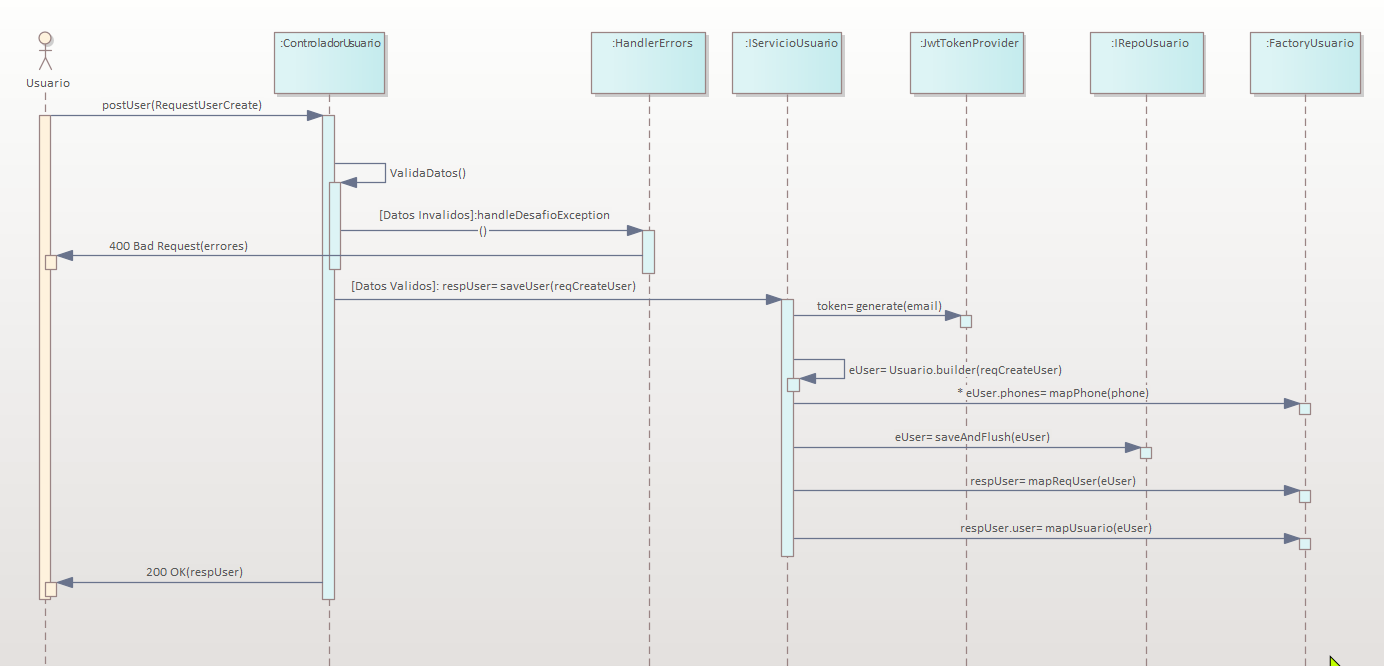 :ControladorUsuario
:HandlerErrors
:IServicioUsuario
:JwtTokenProvider
:IRepoUsuario
:FactoryUsuario
Usuario
postUser(RequestUserCreate)
ValidaDatos()
[Datos Invalidos]:handleDesafioException
()
400 Bad Request(errores)
[Datos Validos]: respUser= saveUser(reqCreateUser)
token= generate(email)
eUser= Usuario.builder(reqCreateUser)
* eUser.phones= mapPhone(phone)
eUser= saveAndFlush(eUser)
respUser= mapReqUser(eUser)
respUser.user= mapUsuario(eUser)
200 OK(respUser)